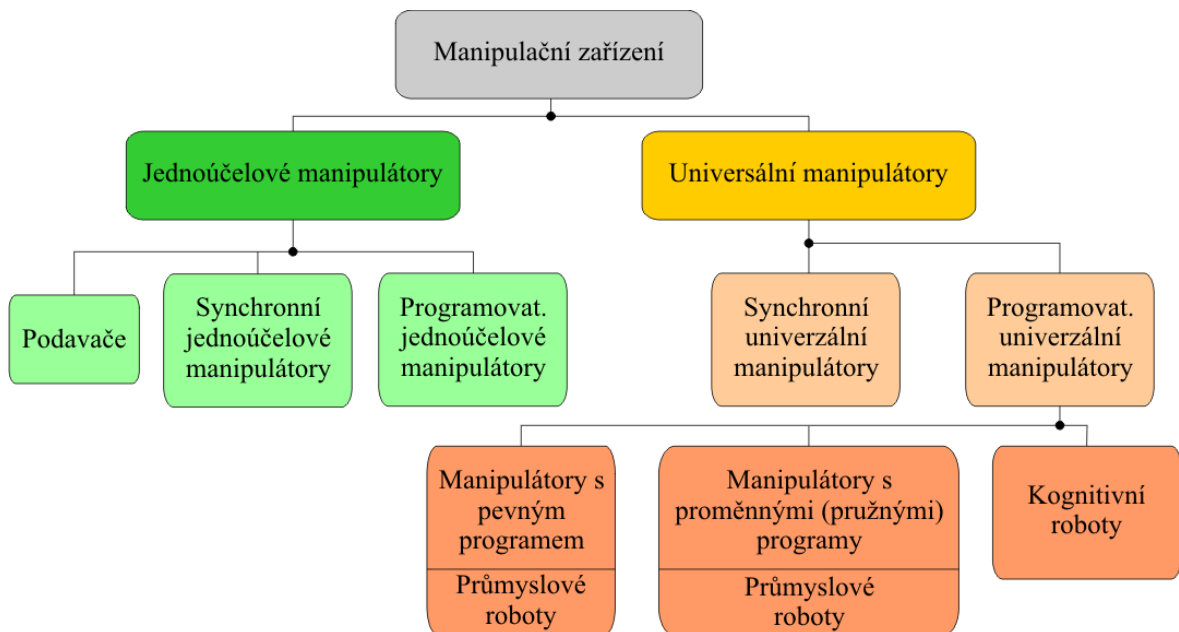 Manipulační zařízení
Jednoúčelové manipulátory
Universální manipulátory
Podavače
Synchronní
jednoúčelové
manipulátory
Programovat.
jednoúčelové
manipulátory
Synchronní
univerzální
manipulátory
Programovat.
univerzální
manipulátory
Manipulátory s
pevným
programem
Průmyslové
roboty
Manipulátory s
proměnnými (pružnými)
programy
Průmyslové
roboty
Kognitivní
roboty